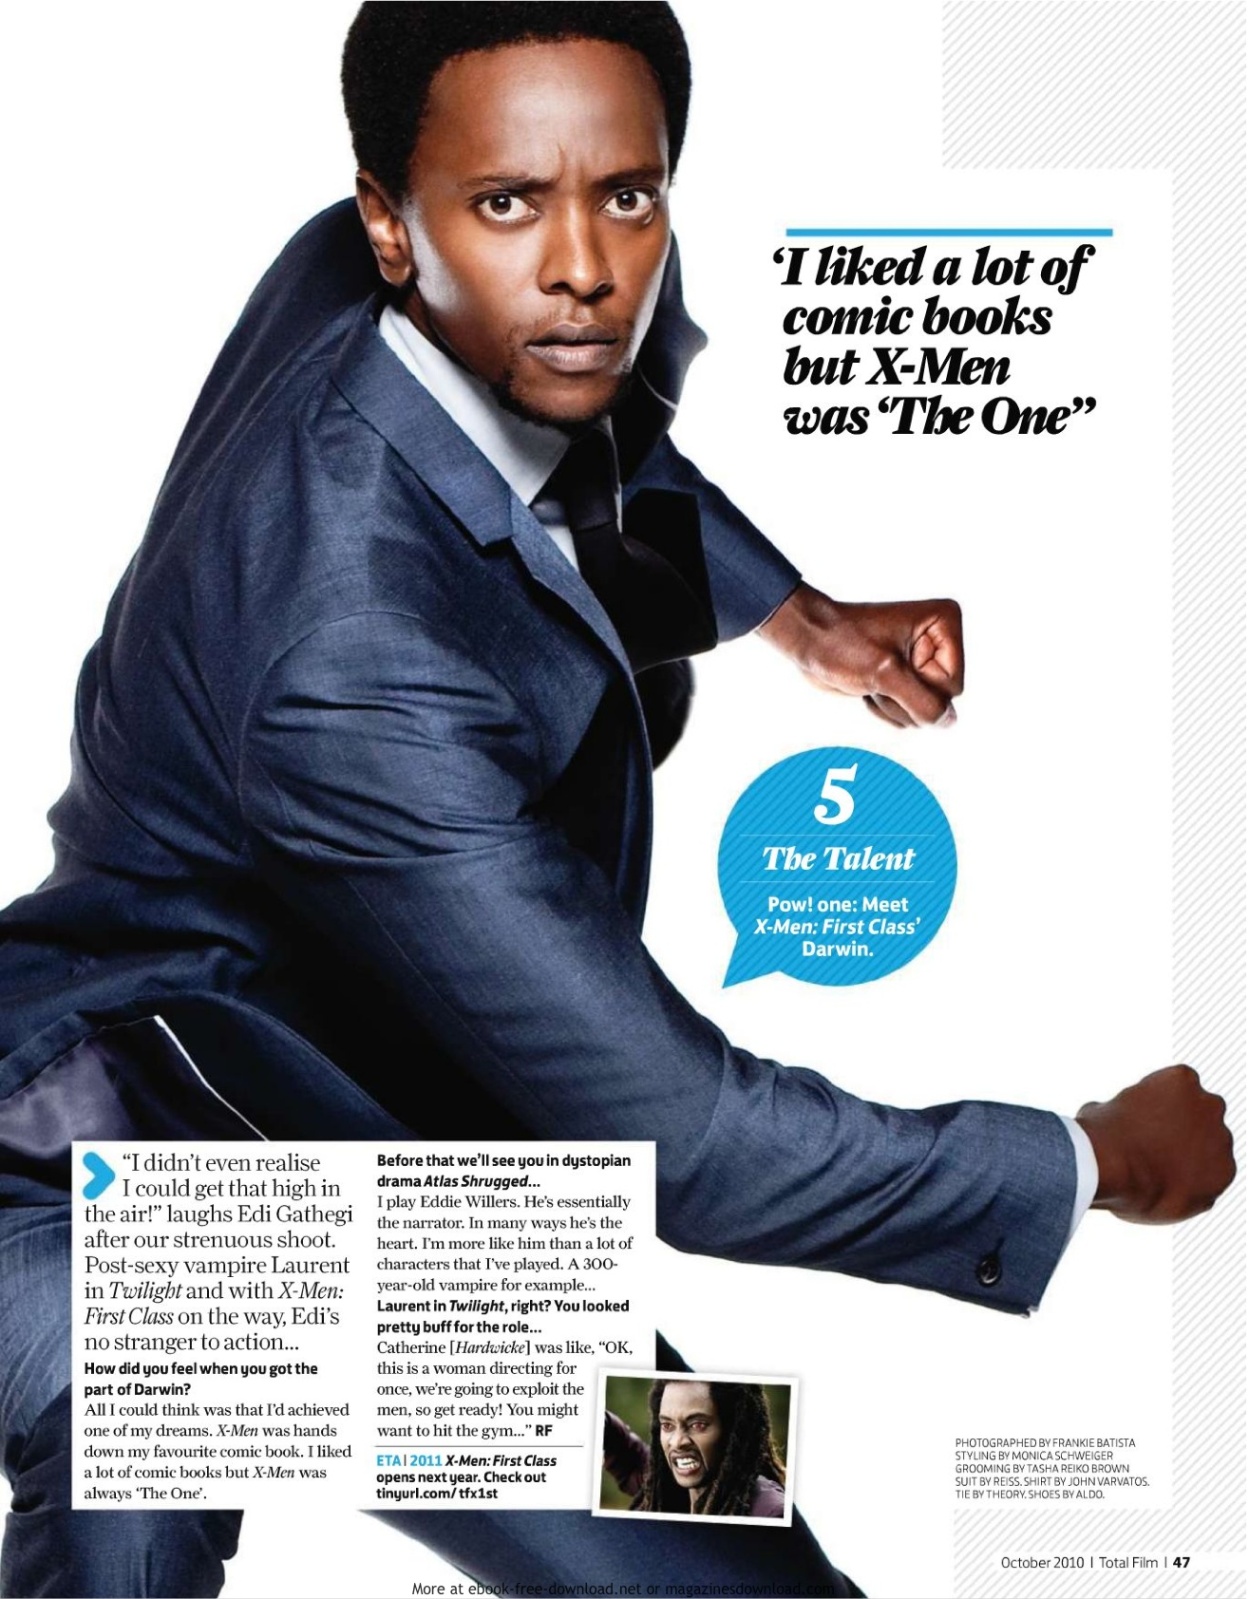 ‘I liked a lot of
comic books
but X-Men
was ‘The One”
5
The Talent
Pow! one: Meet
X-Men: First Class’
Darwin.
“I didn’t even realise
I could get that high in
the air!” laughs Edi Gathegi
after our strenuous shoot.
Post-sexy vampire Laurent
in Twilight and with X-Men:
First Class on the way, Edi’s
no stranger to action...
How did you feel when you got the
part of Darwin?
All I could think was that I’d achieved
one of my dreams. X-Men was hands
down my favourite comic book. I liked
a lot of comic books but X-Men was
always ‘The One’.
Before that we’ll see you in dystopian
drama Atlas Shrugged...
I play Eddie Willers. He’s essentially
the narrator. In many ways he’s the
heart. I’m more like him than a lot of
characters that I’ve played. A 300-
year-old vampire for example...
Laurent in Twilight, right? You looked
pretty buff for the role...
Catherine [Hardwicke] was like, “OK,
this is a woman directing for
once, we’re going to exploit the
men, so get ready! You might
want to hit the gym...” RF
ETA | 2011 X-Men: First Class
opens next year. Check out
tinyurl.com/ tfx1st
PHOTOGRAPHED BY FRANKIE BATISTA
STYLING BY MONICA SCHWEIGER
GROOMING BY TASHA REIKO BROWN
SUIT BY REISS. SHIRT BY JOHN VARVATOS.
TIE BY THEORY. SHOES BY ALDO.
October 2010 | Total Film | 47
More at ebook-free-download.net or magazinesdownload.com